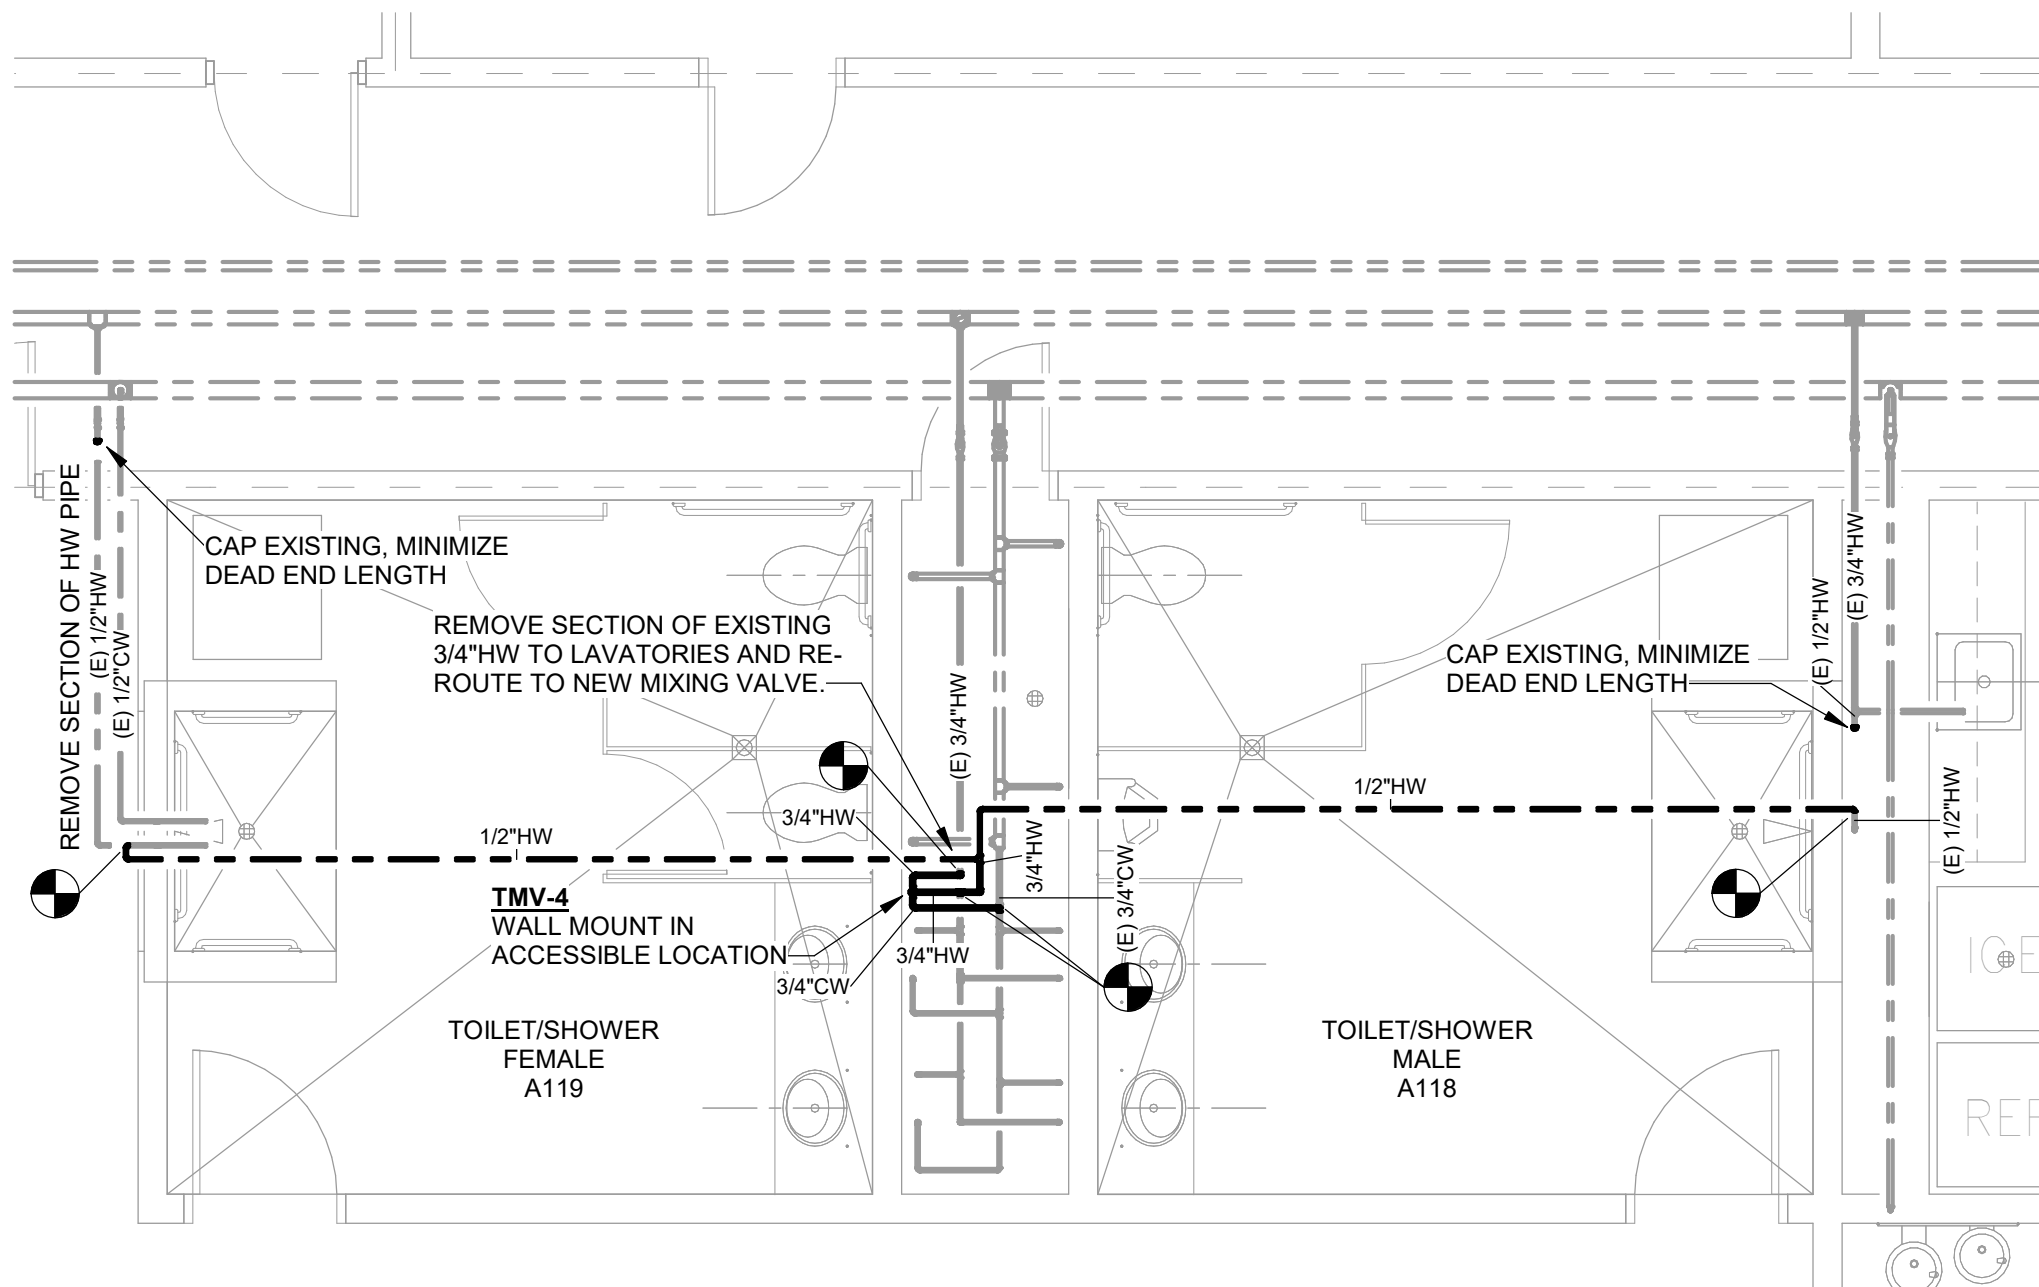 REMOVE SECTION OF HW PIPE
(E) 1/2"HW
(E) 1/2"CW
CAP EXISTING, MINIMIZE
DEAD END LENGTH
REMOVE SECTION OF EXISTING
3/4"HW TO LAVATORIES AND RE-
ROUTE TO NEW MIXING VALVE.
(E) 3/4"HW
CAP EXISTING, MINIMIZE
DEAD END LENGTH
(E) 1/2"HW
(E) 3/4"HW
1/2"HW
3/4"HW
1/2"HW
3/4"HW
(E) 3/4"CW
(E) 1/2"HW
TMV-4
WALL MOUNT IN
ACCESSIBLE LOCATION
3/4"HW
3/4"CW
TOILET/SHOWER
FEMALE
A119
TOILET/SHOWER
MALE
A118
ICE
REF